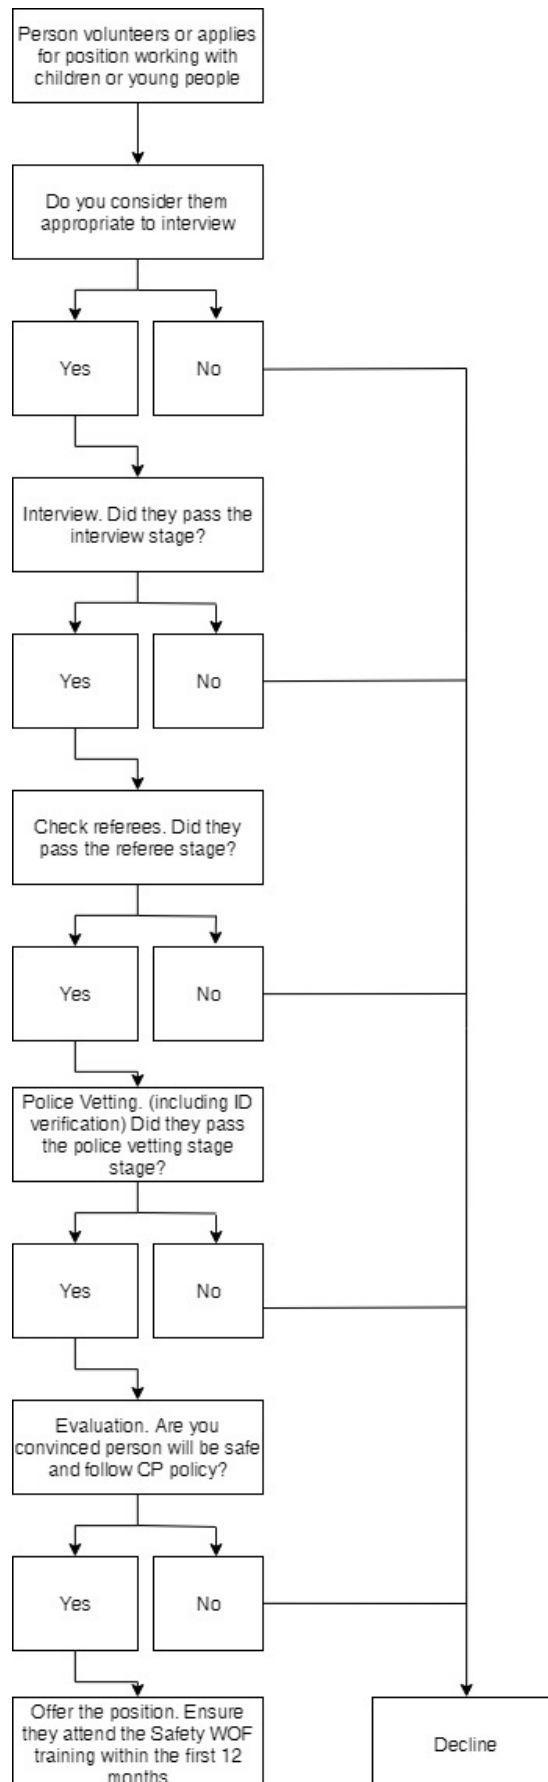 Person volunteers or applies
for position working with
children or young people
Do you consider them
appropriate to interview
Yes
No
Interview. Did they pass the
interview stage?
Yes
No
Check referees. Did they
pass the referee stage?
Yes
No
Police Vetting. (including ID
verification) Did they pass
the police vetting stage
stage?
Yes
No
Evaluation. Are you
convinced person will be safe
and follow CP policy?
Yes
No
Offer the position. Ensure
they attend the Safety WOF
training within the first 12
months
Decline